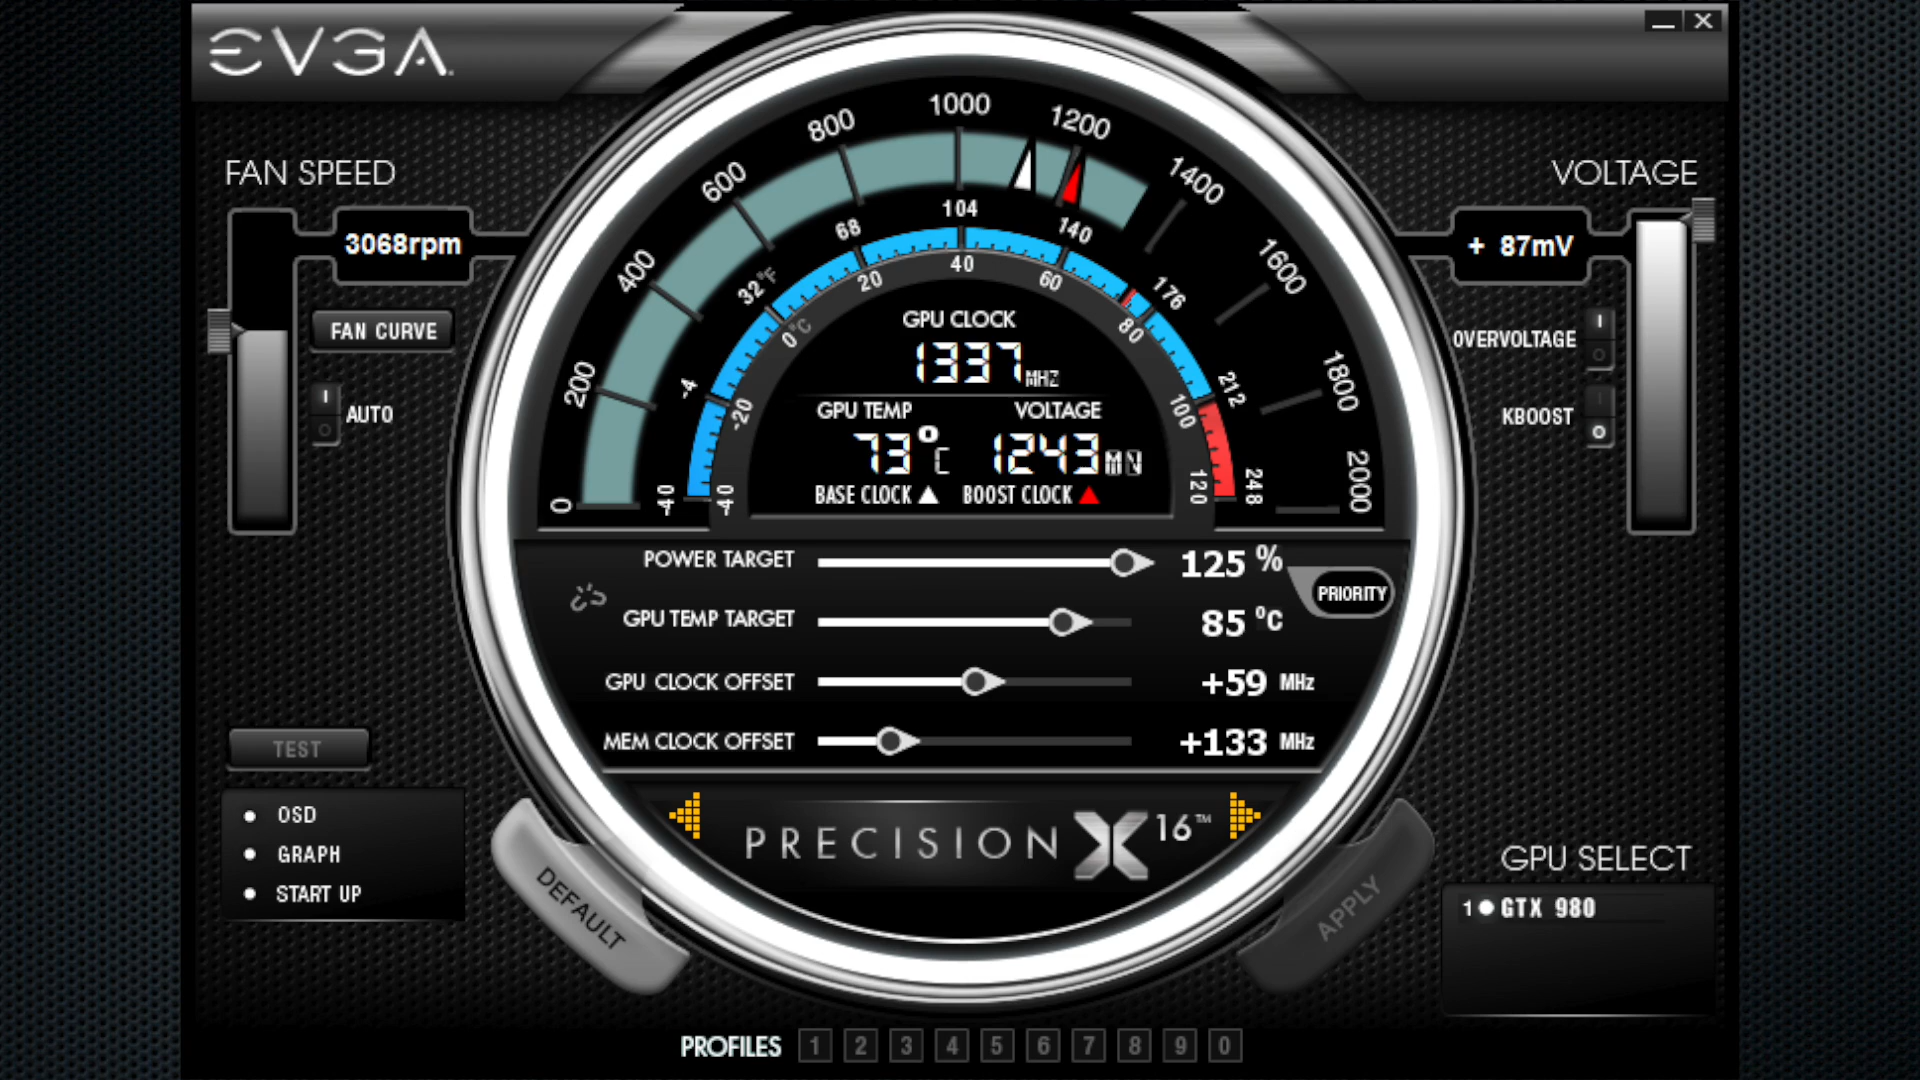 EVGA
FAN SPEED
3068rpm
FAN CURVE
I
O
AUTO
VOLTAGE
+ 87mV
OVERVOLTAGE
I
O
KBOOST
I
O
0
200
400
600
800
1000
1200
1400
1600
1800
2000
-40
-4
32 °F
68
104
140
176
212
248
-40
-20
0°C
20
40
60
80
100
120
GPU CLOCK
1337 MHZ
GPU TEMP VOLTAGE
73°C 1243 MV
BASE CLOCK BOOST CLOCK
POWER TARGET 125 %
PRIORITY
GPU TEMP TARGET 85 °C
GPU CLOCK OFFSET +59 MHz
MEM CLOCK OFFSET +133 MHz
PRECISION X 16™
TEST
OSD
GRAPH
START UP
DEFAULT
APPLY
GPU SELECT
1 GTX 980
PROFILES 1 2 3 4 5 6 7 8 9 0